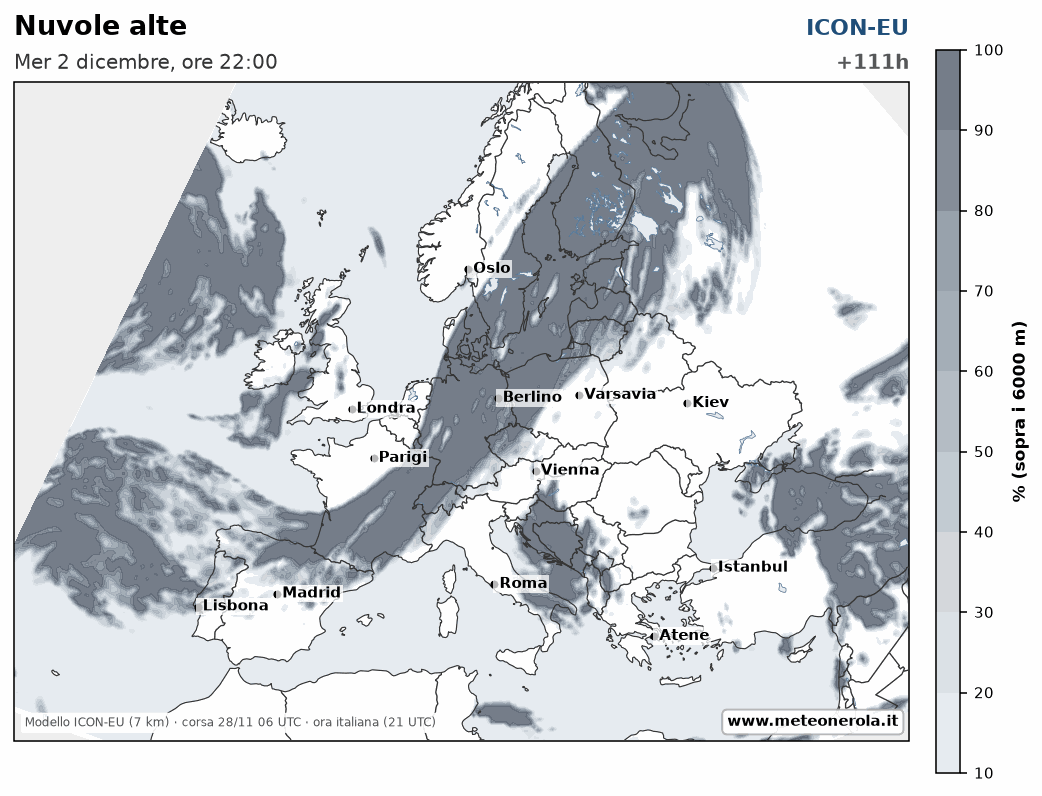 Nuvole alte
ICON-EU
Mer 2 dicembre, ore 22:00
+111h
100
90
80
70
60
50
40
30
20
10
% (sopra i 6000 m)
Oslo
Londra
Berlino
Varsavia
Kiev
Parigi
Vienna
Istanbul
Roma
Madrid
Lisbona
Atene
Modello ICON-EU (7 km) · corsa 28/11 06 UTC · ora italiana (21 UTC)
www.meteonerola.it